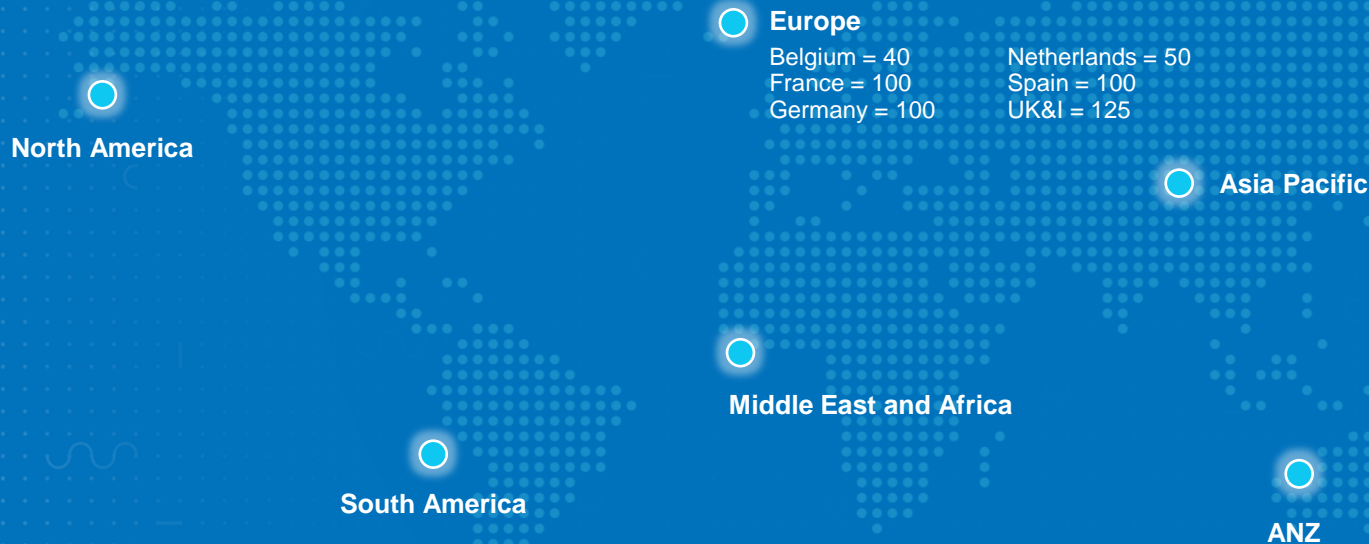 Europe
Belgium = 40
France = 100
Germany = 100
Netherlands = 50
Spain = 100
UK&I = 125
North America
Asia Pacific
Middle East and Africa
South America
ANZ